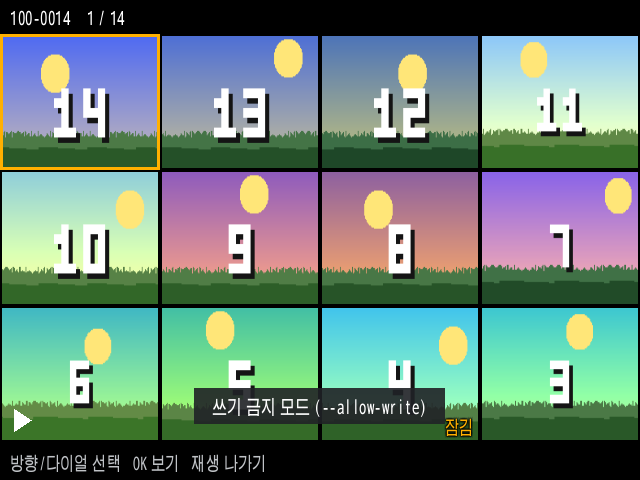 100-0014 1 / 14
14 13 12 11
10 9 8 7
6 5 4 3
쓰기 금지 모드 (--allow-write)
잠김
방향/다이얼 선택 OK 보기 재생 나가기